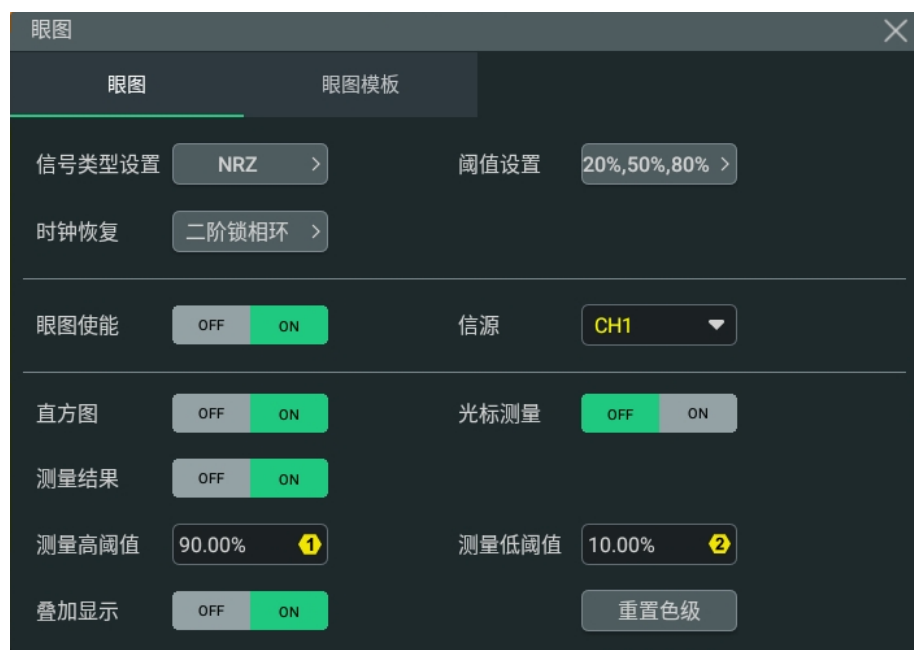 眼图
眼图 眼图模板
信号类型设置 NRZ > 阈值设置 20%,50%,80% >
时钟恢复 二阶锁相环 >
眼图使能 OFF ON 信源 CH1
直方图 OFF ON 光标测量 OFF ON
测量结果 OFF ON
测量高阈值 90.00% 1 测量低阈值 10.00% 2
叠加显示 OFF ON 重置色级